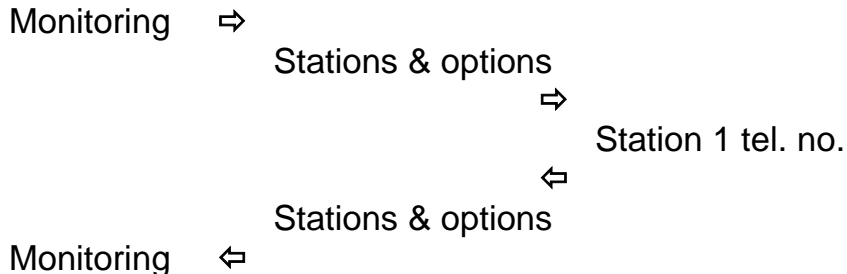 Monitoring ⇨
Stations & options
⇨
Station 1 tel. no.
⇦
Stations & options
Monitoring ⇦